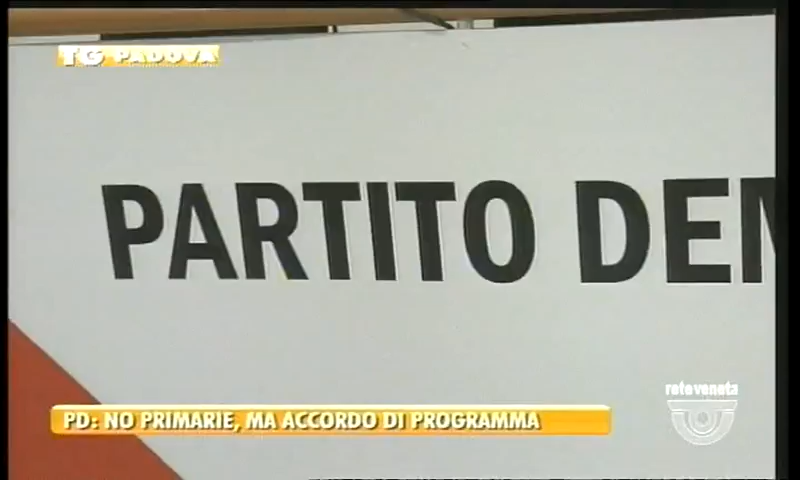 TG PADOVA
PARTITO DEM
reteveneta
PD: NO PRIMARIE, MA ACCORDO DI PROGRAMMA